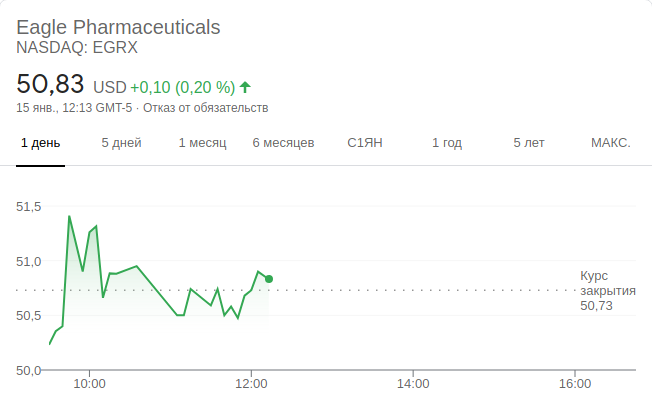 Eagle Pharmaceuticals
NASDAQ: EGRX
50,83 USD +0,10 (0,20 %)
15 янв., 12:13 GMT-5 · Отказ от обязательств
1 день 5 дней 1 месяц 6 месяцев С1ЯН 1 год 5 лет МАКС.
51,5
51,0
50,5
50,0
Курс
закрытия
50,73
10:00 12:00 14:00 16:00